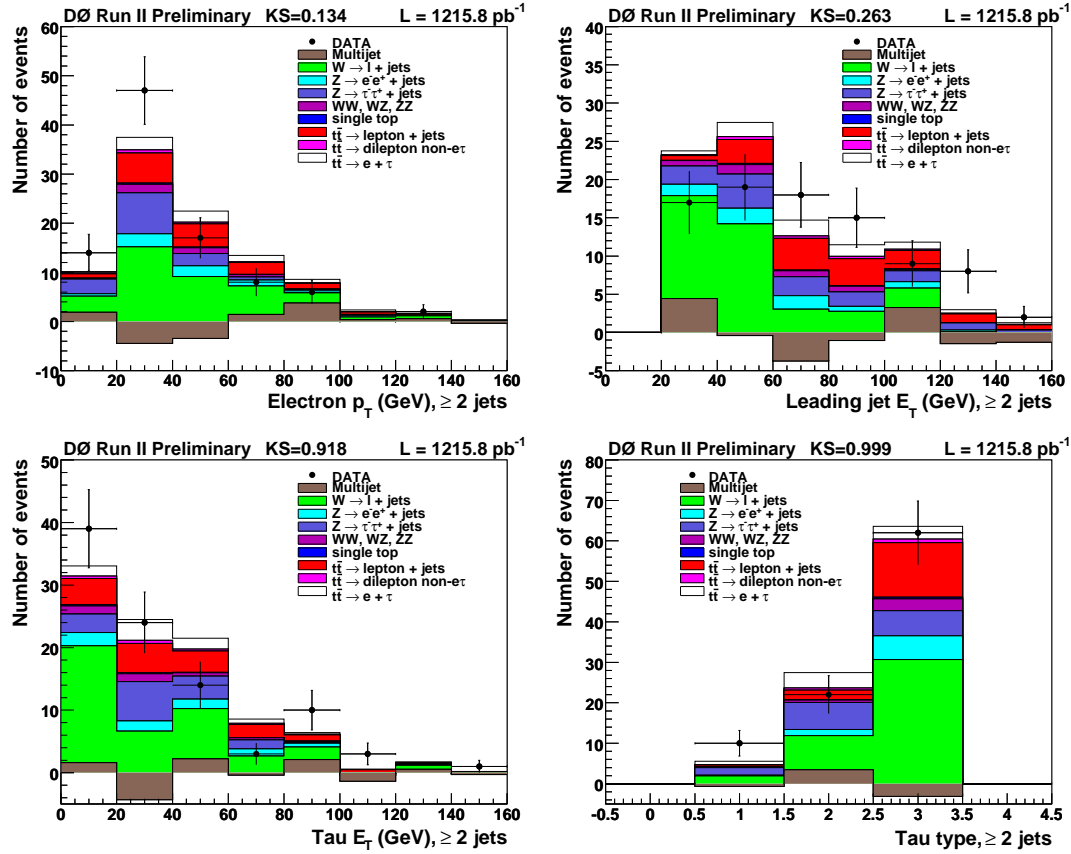 DØ Run II Preliminary KS=0.134 L = 1215.8 pb⁻¹
Number of events
60
50
40
30
20
10
0
-10
DATA
Multijet
W → l + jets
Z → e⁻e⁺ + jets
Z → τ⁻τ⁺ + jets
WW, WZ, ZZ
single top
tt̄ → lepton + jets
tt̄ → dilepton non-eτ
tt̄ → e + τ
0 20 40 60 80 100 120 140 160
Electron p_T (GeV), ≥ 2 jets
DØ Run II Preliminary KS=0.263 L = 1215.8 pb⁻¹
Number of events
40
35
30
25
20
15
10
5
0
-5
DATA
Multijet
W → l + jets
Z → e⁻e⁺ + jets
Z → τ⁻τ⁺ + jets
WW, WZ, ZZ
single top
tt̄ → lepton + jets
tt̄ → dilepton non-eτ
tt̄ → e + τ
0 20 40 60 80 100 120 140 160
Leading jet E_T (GeV), ≥ 2 jets
DØ Run II Preliminary KS=0.918 L = 1215.8 pb⁻¹
Number of events
50
40
30
20
10
0
DATA
Multijet
W → l + jets
Z → e⁻e⁺ + jets
Z → τ⁻τ⁺ + jets
WW, WZ, ZZ
single top
tt̄ → lepton + jets
tt̄ → dilepton non-eτ
tt̄ → e + τ
0 20 40 60 80 100 120 140 160
Tau E_T (GeV), ≥ 2 jets
DØ Run II Preliminary KS=0.999 L = 1215.8 pb⁻¹
Number of events
80
70
60
50
40
30
20
10
0
DATA
Multijet
W → l + jets
Z → e⁻e⁺ + jets
Z → τ⁻τ⁺ + jets
WW, WZ, ZZ
single top
tt̄ → lepton + jets
tt̄ → dilepton non-eτ
tt̄ → e + τ
-0.5 0 0.5 1 1.5 2 2.5 3 3.5 4 4.5
Tau type, ≥ 2 jets